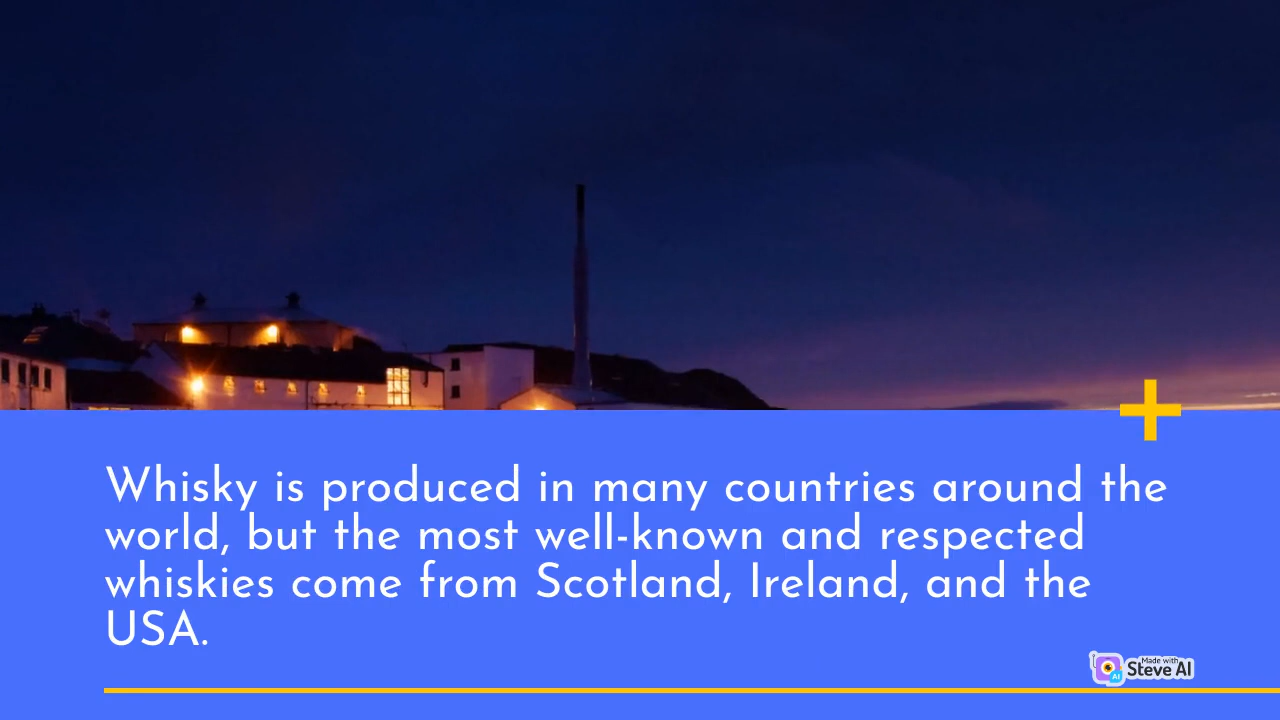 Whisky is produced in many countries around the
world, but the most well-known and respected
whiskies come from Scotland, Ireland, and the
USA.
Made with
Steve AI
AI